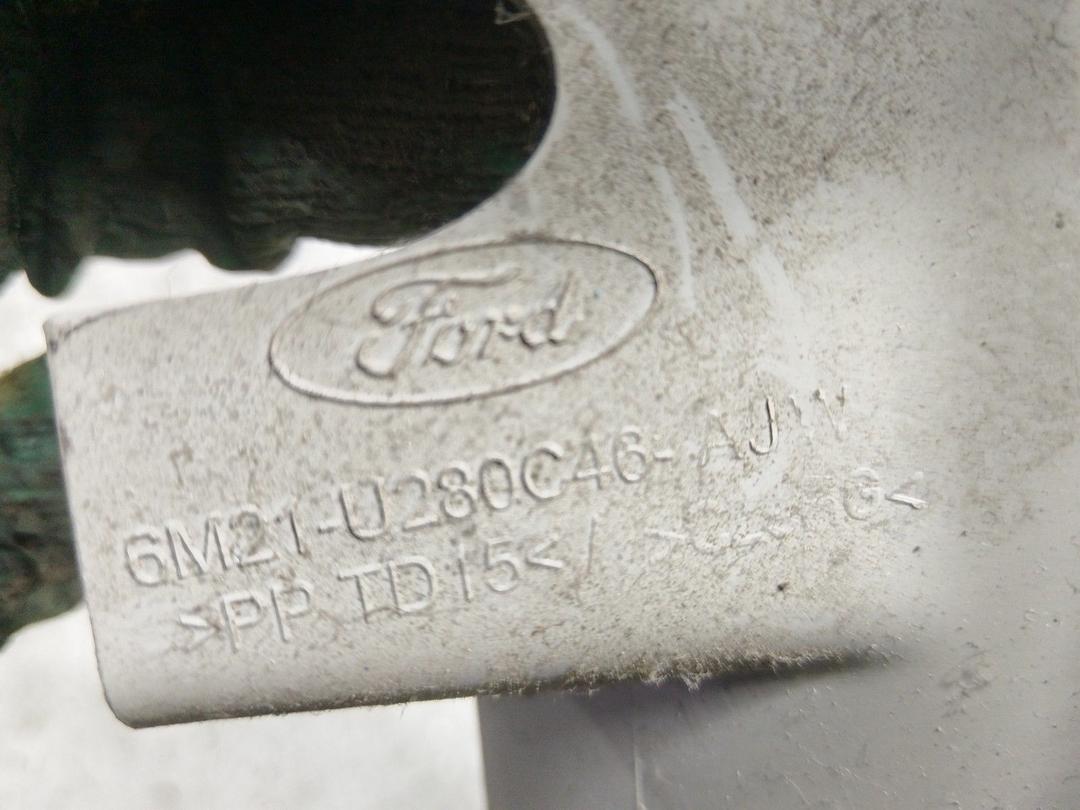 Ford
6M21-U280C46-AJW
>PP TD15< /